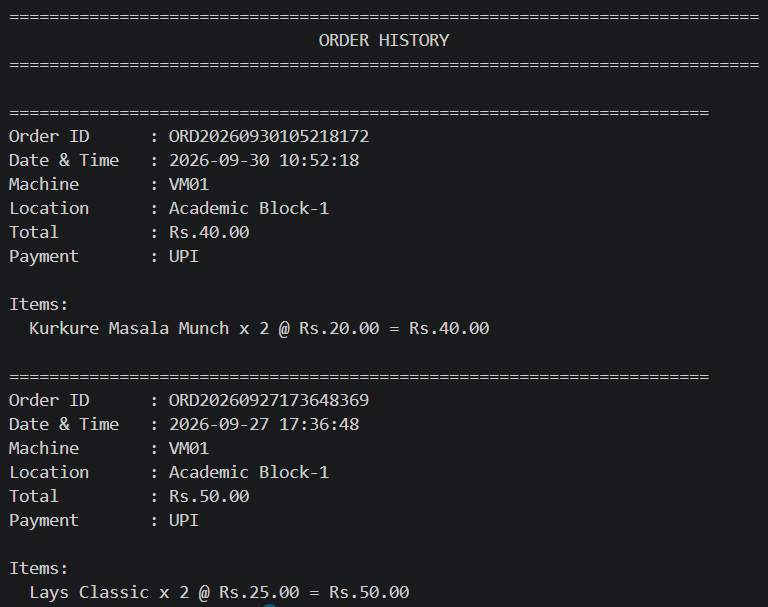 ===========================================================================
ORDER HISTORY
===========================================================================
======================================================================
Order ID : ORD20260930105218172
Date & Time : 2026-09-30 10:52:18
Machine : VM01
Location : Academic Block-1
Total : Rs.40.00
Payment : UPI
Items:
Kurkure Masala Munch x 2 @ Rs.20.00 = Rs.40.00
======================================================================
Order ID : ORD20260927173648369
Date & Time : 2026-09-27 17:36:48
Machine : VM01
Location : Academic Block-1
Total : Rs.50.00
Payment : UPI
Items:
Lays Classic x 2 @ Rs.25.00 = Rs.50.00